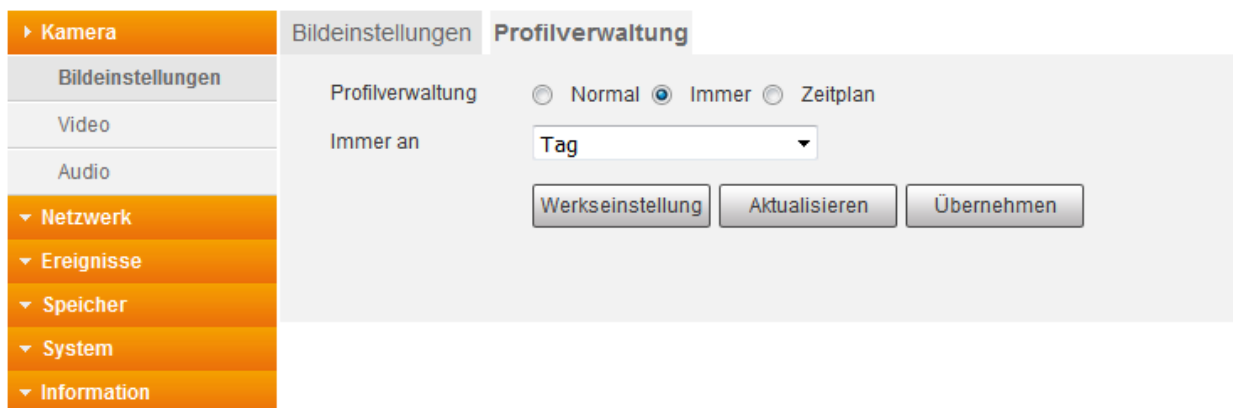 Kamera
Bildeinstellungen
Video
Audio
Netzwerk
Ereignisse
Speicher
System
Information
Bildeinstellungen Profilverwaltung
Profilverwaltung Normal Immer Zeitplan
Immer an Tag
Werkseinstellung Aktualisieren Übernehmen